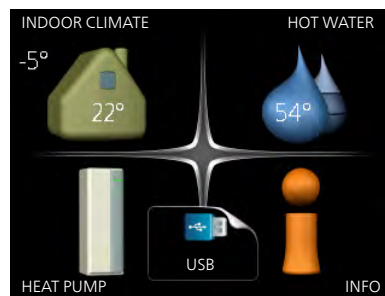 INDOOR CLIMATE
HOT WATER
-5°
22°
54°
USB
HEAT PUMP
INFO